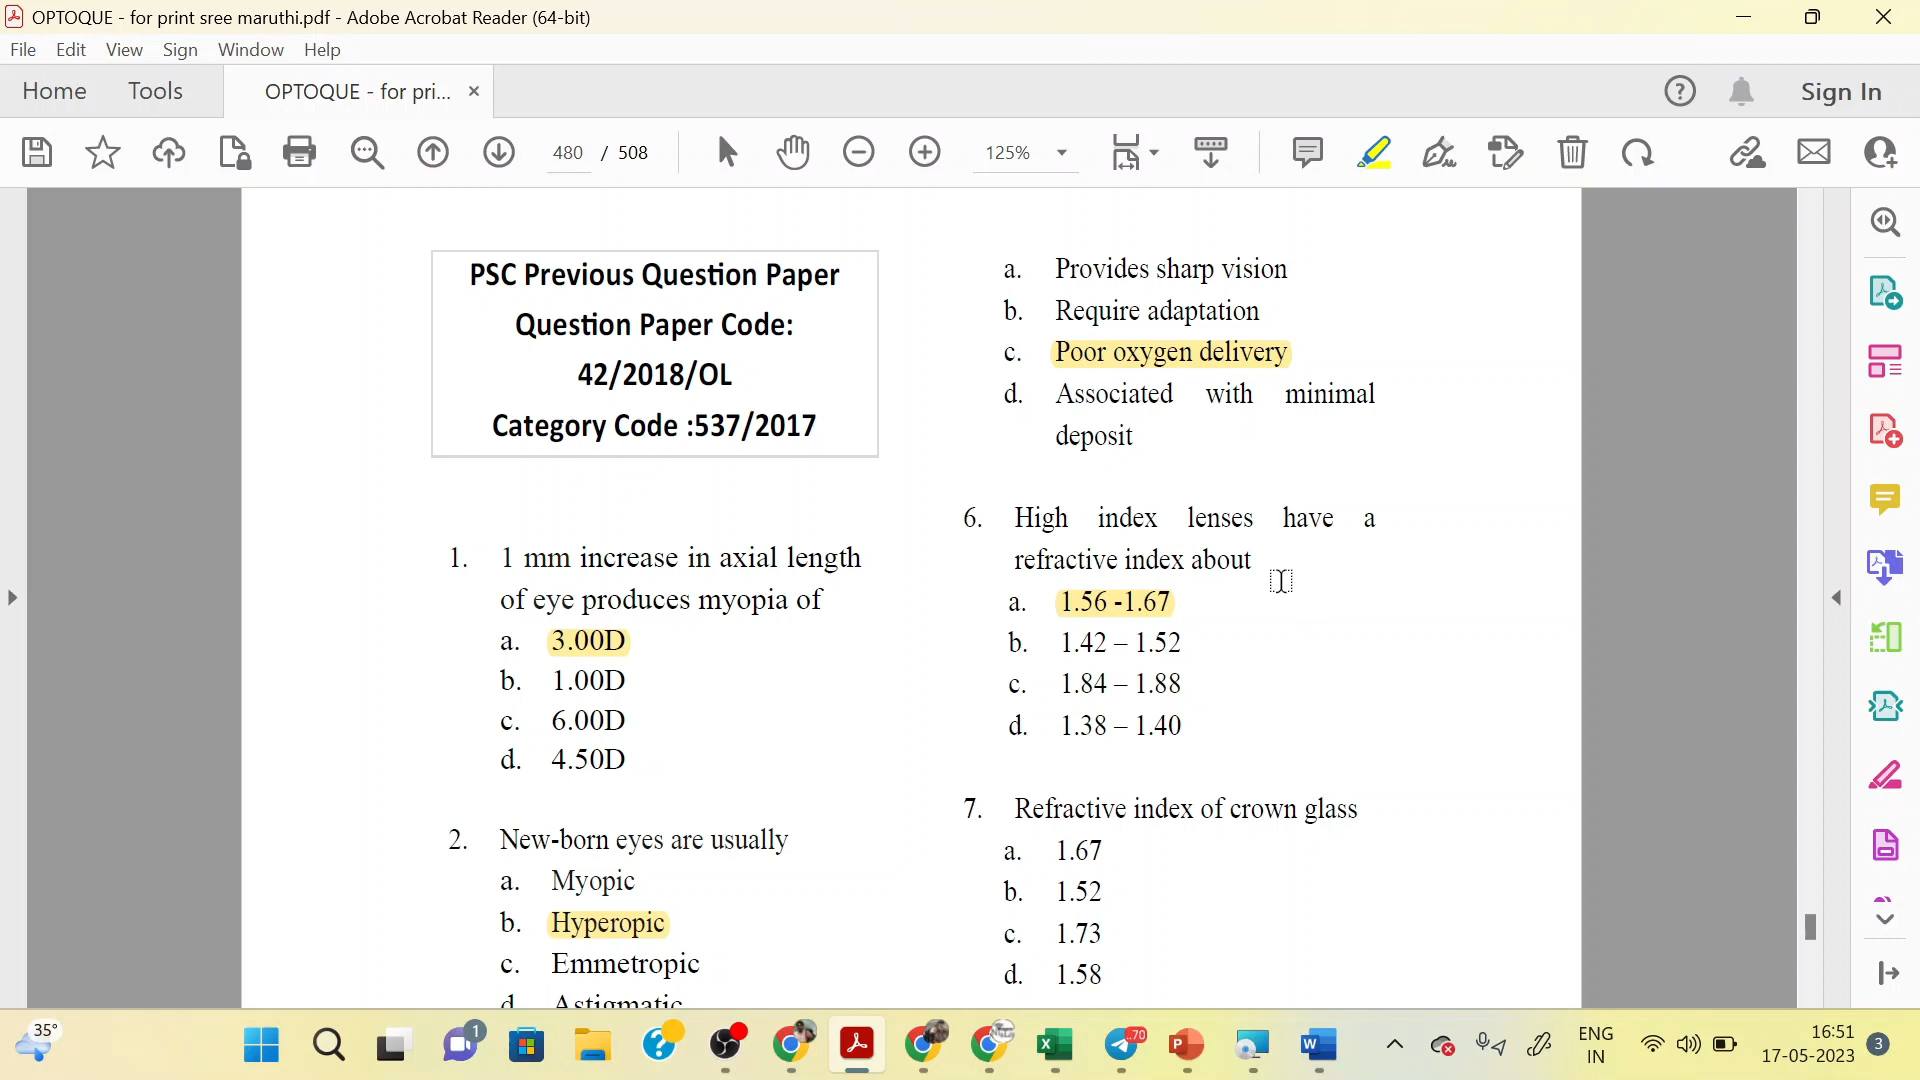 OPTOQUE - for print sree maruthi.pdf - Adobe Acrobat Reader (64-bit)
File Edit View Sign Window Help
Home Tools OPTOQUE - for pri... × Sign In
480 / 508 125%
PSC Previous Question Paper
Question Paper Code:
42/2018/OL
Category Code :537/2017
1. 1 mm increase in axial length
of eye produces myopia of
a. 3.00D
b. 1.00D
c. 6.00D
d. 4.50D
2. New-born eyes are usually
a. Myopic
b. Hyperopic
c. Emmetropic
d. Astigmatic
a. Provides sharp vision
b. Require adaptation
c. Poor oxygen delivery
d. Associated with minimal
deposit
6. High index lenses have a
refractive index about
a. 1.56 -1.67
b. 1.42 – 1.52
c. 1.84 – 1.88
d. 1.38 – 1.40
7. Refractive index of crown glass
a. 1.67
b. 1.52
c. 1.73
d. 1.58
35° 1 70 ENG
IN
16:51
17-05-2023 3